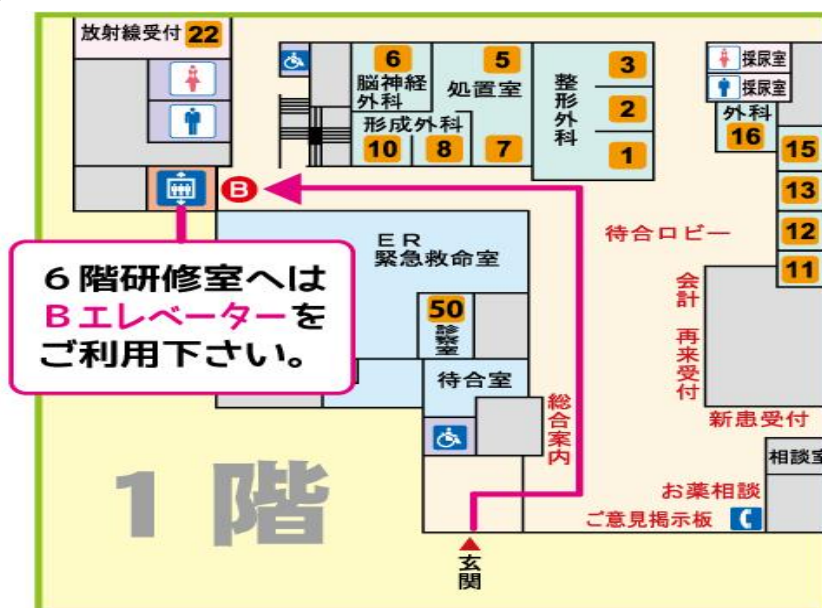 放射線受付 22
6
脳神経
外科
5
処置室
形成外科
10
8
7
整形外科
3
2
1
採尿室
採尿室
外科
16
15
13
12
11
B
6階研修室へは
Bエレベーターを
ご利用下さい。
ER
緊急救命室
50
診察室
待合室
待合ロビー
会計
再来受付
新患受付
総合案内
相談室
お薬相談
ご意見掲示板
1階
玄関